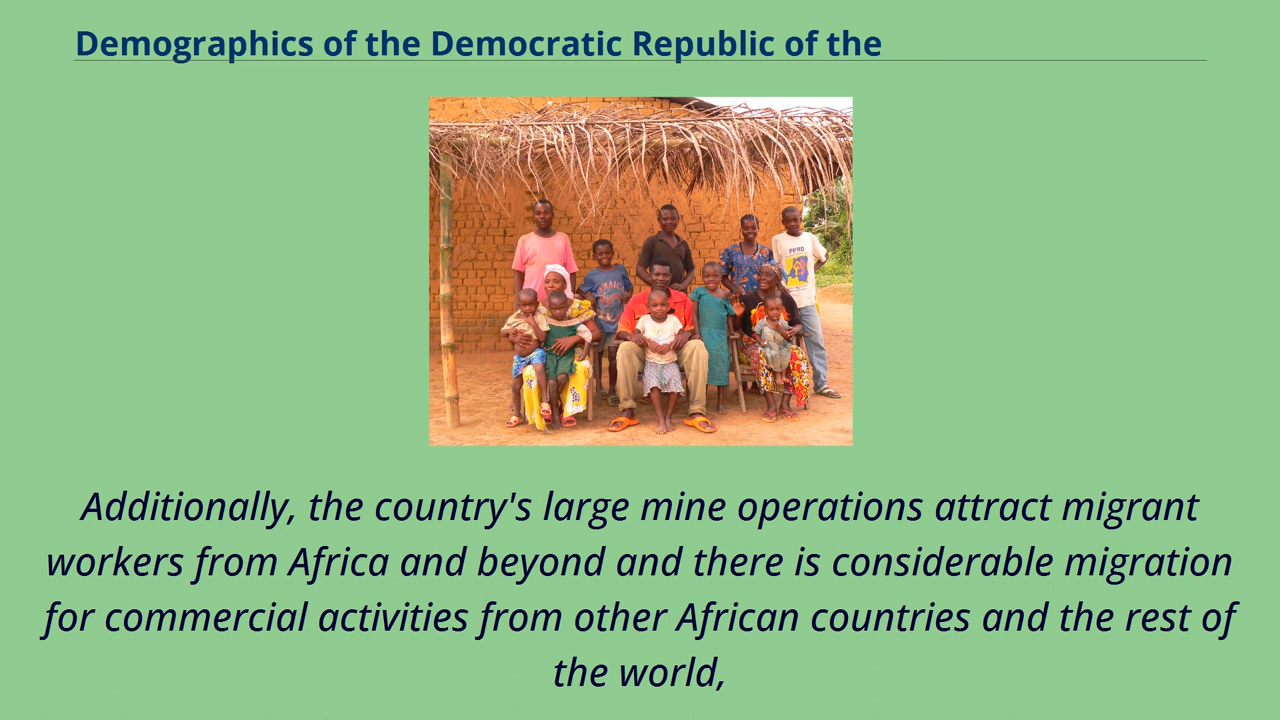 Demographics of the Democratic Republic of the
PPRD
Additionally, the country's large mine operations attract migrant
workers from Africa and beyond and there is considerable migration
for commercial activities from other African countries and the rest of
the world,